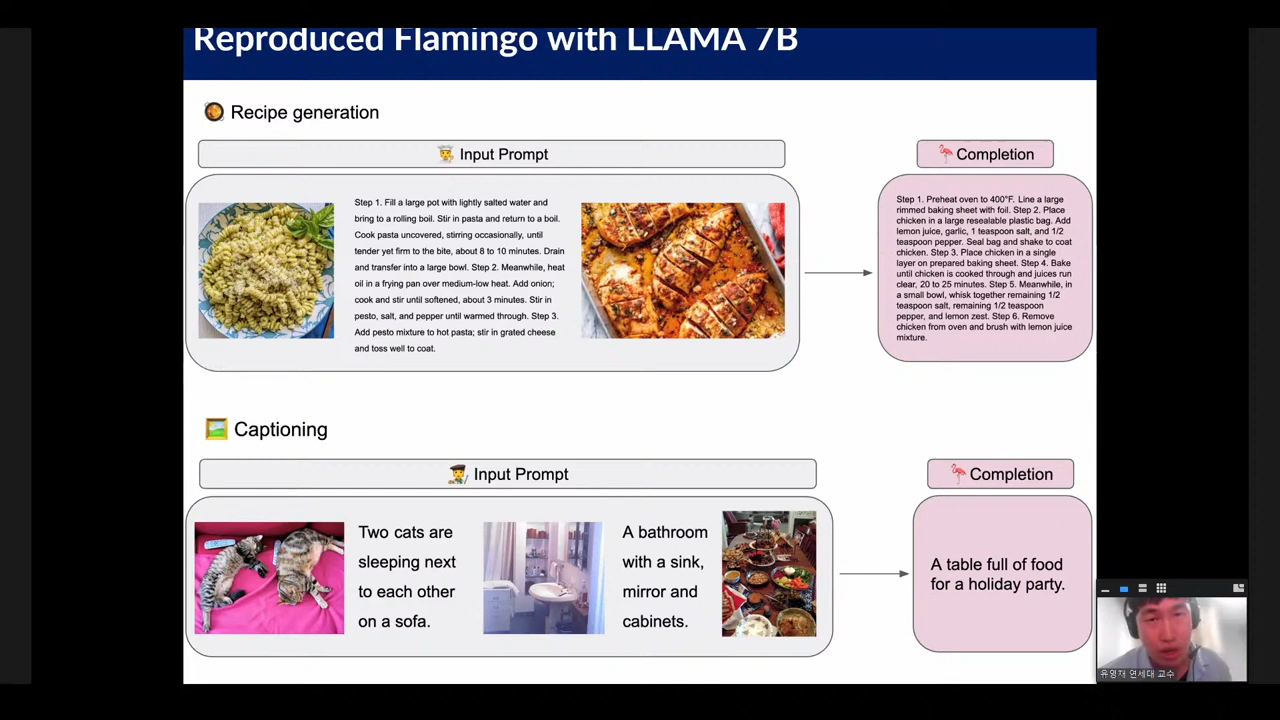 Reproduced Flamingo with LLAMA 7B
Recipe generation
Input Prompt
Completion
Step 1. Fill a large pot with lightly salted water and
bring to a rolling boil. Stir in pasta and return to a boil.
Cook pasta uncovered, stirring occasionally, until
tender yet firm to the bite, about 8 to 10 minutes. Drain
and transfer into a large bowl. Step 2. Meanwhile, heat
oil in a frying pan over medium-low heat. Add onion;
cook and stir until softened, about 3 minutes. Stir in
pesto, salt, and pepper until warmed through. Step 3.
Add pesto mixture to hot pasta; stir in grated cheese
and toss well to coat.
Step 1. Preheat oven to 400°F. Line a large
rimmed baking sheet with foil. Step 2. Place
chicken in a large resealable plastic bag. Add
lemon juice, garlic, 1 teaspoon salt, and 1/2
teaspoon pepper. Seal bag and shake to coat
chicken. Step 3. Place chicken in a single
layer on prepared baking sheet. Step 4. Bake
until chicken is cooked through and juices run
clear, 20 to 25 minutes. Step 5. Meanwhile, in
a small bowl, whisk together remaining 1/2
teaspoon salt, remaining 1/2 teaspoon
pepper, and lemon zest. Step 6. Remove
chicken from oven and brush with lemon juice
mixture.
Captioning
Input Prompt
Completion
Two cats are
sleeping next
to each other
on a sofa.
A bathroom
with a sink,
mirror and
cabinets.
A table full of food
for a holiday party.
유영재 연세대 교수